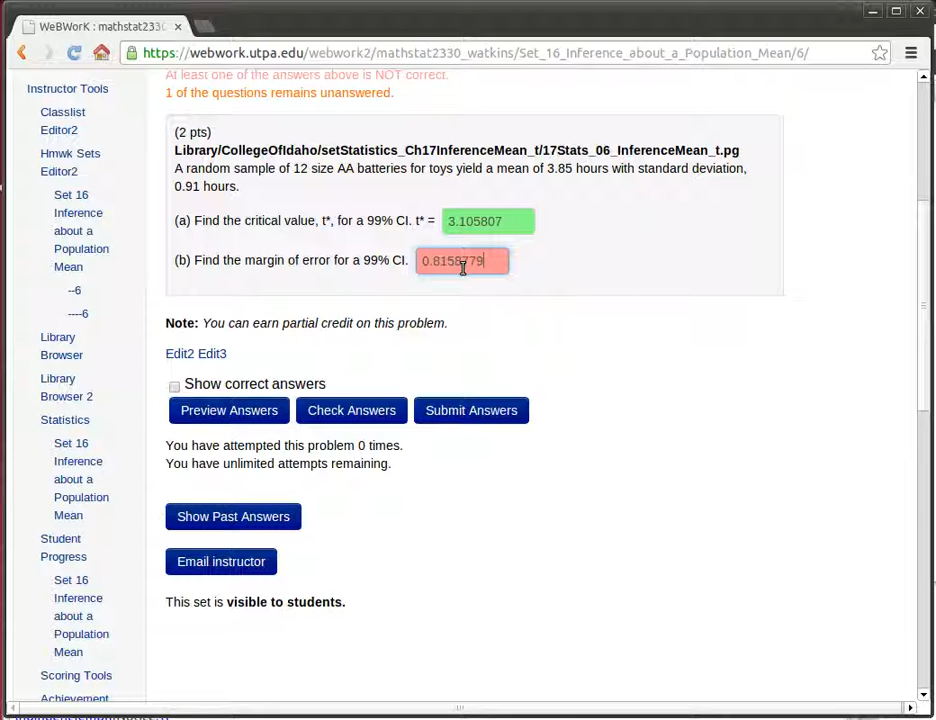 WeBWorK : mathstat2330
https://webwork.utpa.edu/webwork2/mathstat2330_watkins/Set_16_Inference_about_a_Population_Mean/6/
At least one of the answers above is NOT correct.
1 of the questions remains unanswered.
Instructor Tools
Classlist
Editor2
Hmwk Sets
Editor2
Set 16
Inference
about a
Population
Mean
--6
----6
Library
Browser
Library
Browser 2
Statistics
Set 16
Inference
about a
Population
Mean
Student
Progress
Set 16
Inference
about a
Population
Mean
Scoring Tools
Achievement
(2 pts)
Library/CollegeOfIdaho/setStatistics_Ch17InferenceMean_t/17Stats_06_InferenceMean_t.pg
A random sample of 12 size AA batteries for toys yield a mean of 3.85 hours with standard deviation,
0.91 hours.
(a) Find the critical value, t*, for a 99% CI. t* = 3.105807
(b) Find the margin of error for a 99% CI. 0.8158779
Note: You can earn partial credit on this problem.
Edit2 Edit3
Show correct answers
Preview Answers Check Answers Submit Answers
You have attempted this problem 0 times.
You have unlimited attempts remaining.
Show Past Answers
Email instructor
This set is visible to students.